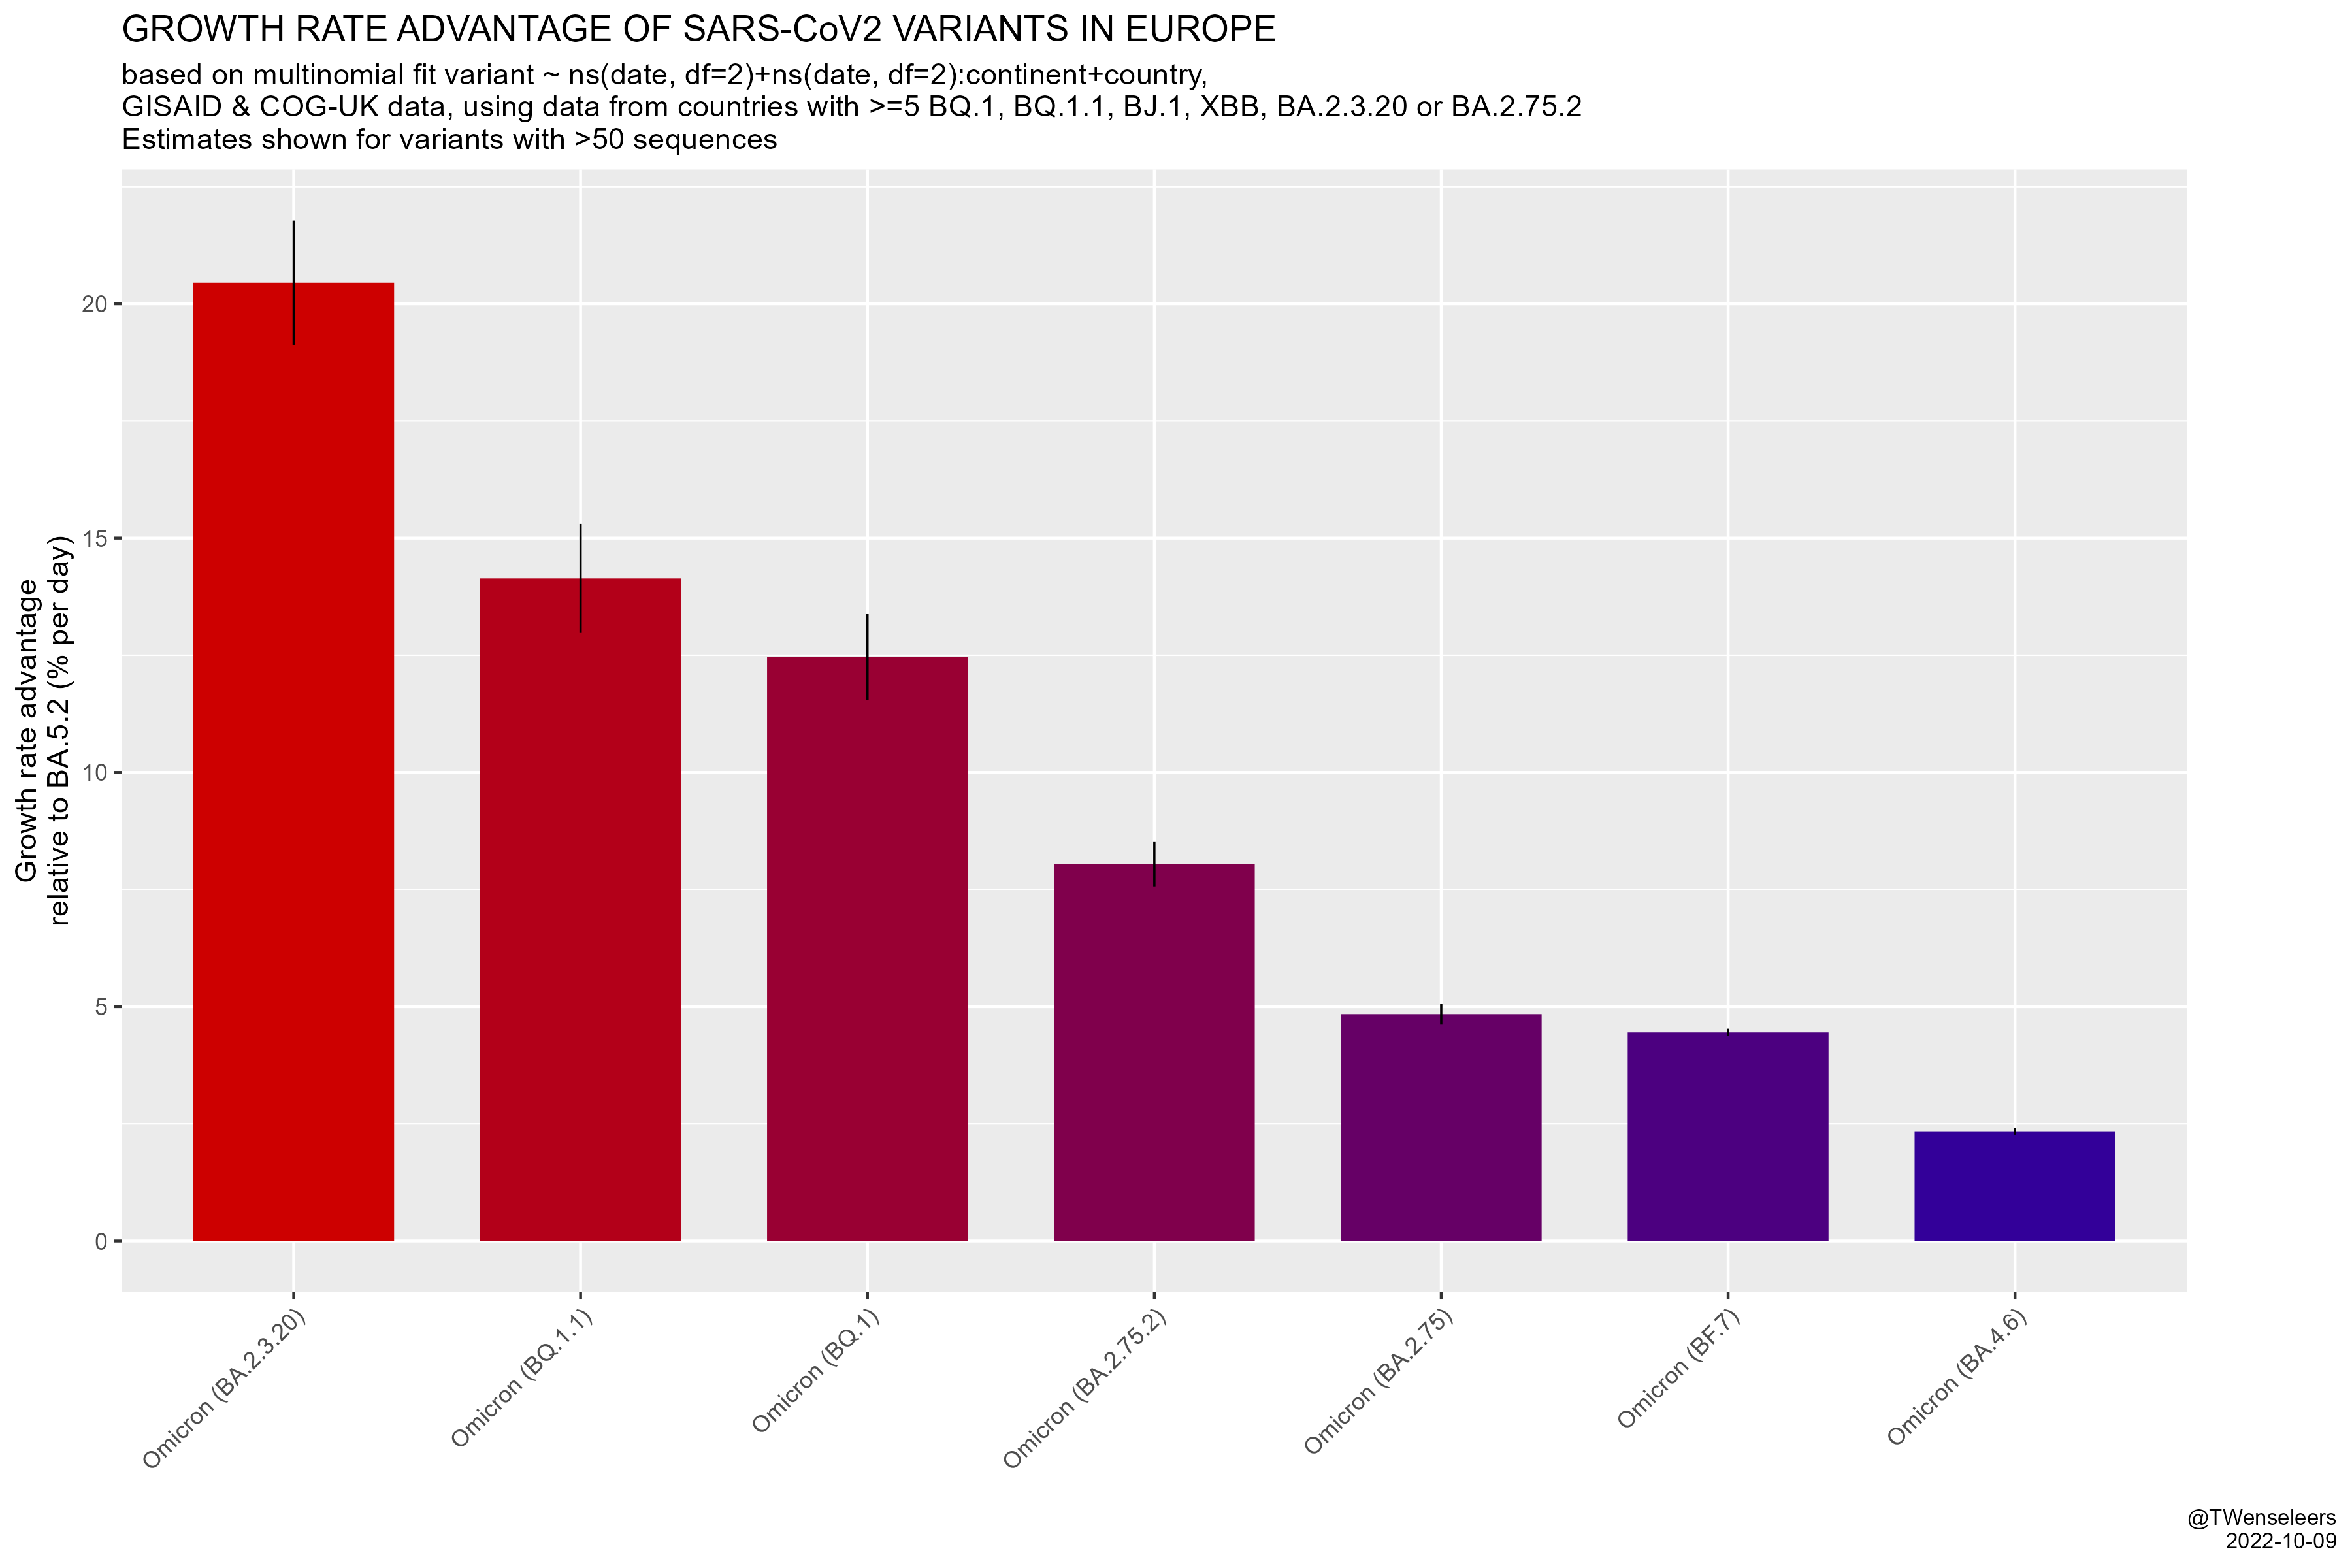 GROWTH RATE ADVANTAGE OF SARS-CoV2 VARIANTS IN EUROPE
based on multinomial fit variant ~ ns(date, df=2)+ns(date, df=2):continent+country,
GISAID & COG-UK data, using data from countries with >=5 BQ.1, BQ.1.1, BJ.1, XBB, BA.2.3.20 or BA.2.75.2
Estimates shown for variants with >50 sequences
Growth rate advantage
relative to BA.5.2 (% per day)
20
15
10
5
0
Omicron (BA.2.3.20)
Omicron (BQ.1.1)
Omicron (BQ.1)
Omicron (BA.2.75.2)
Omicron (BA.2.75)
Omicron (BF.7)
Omicron (BA.4.6)
@TWenseleers
2022-10-09